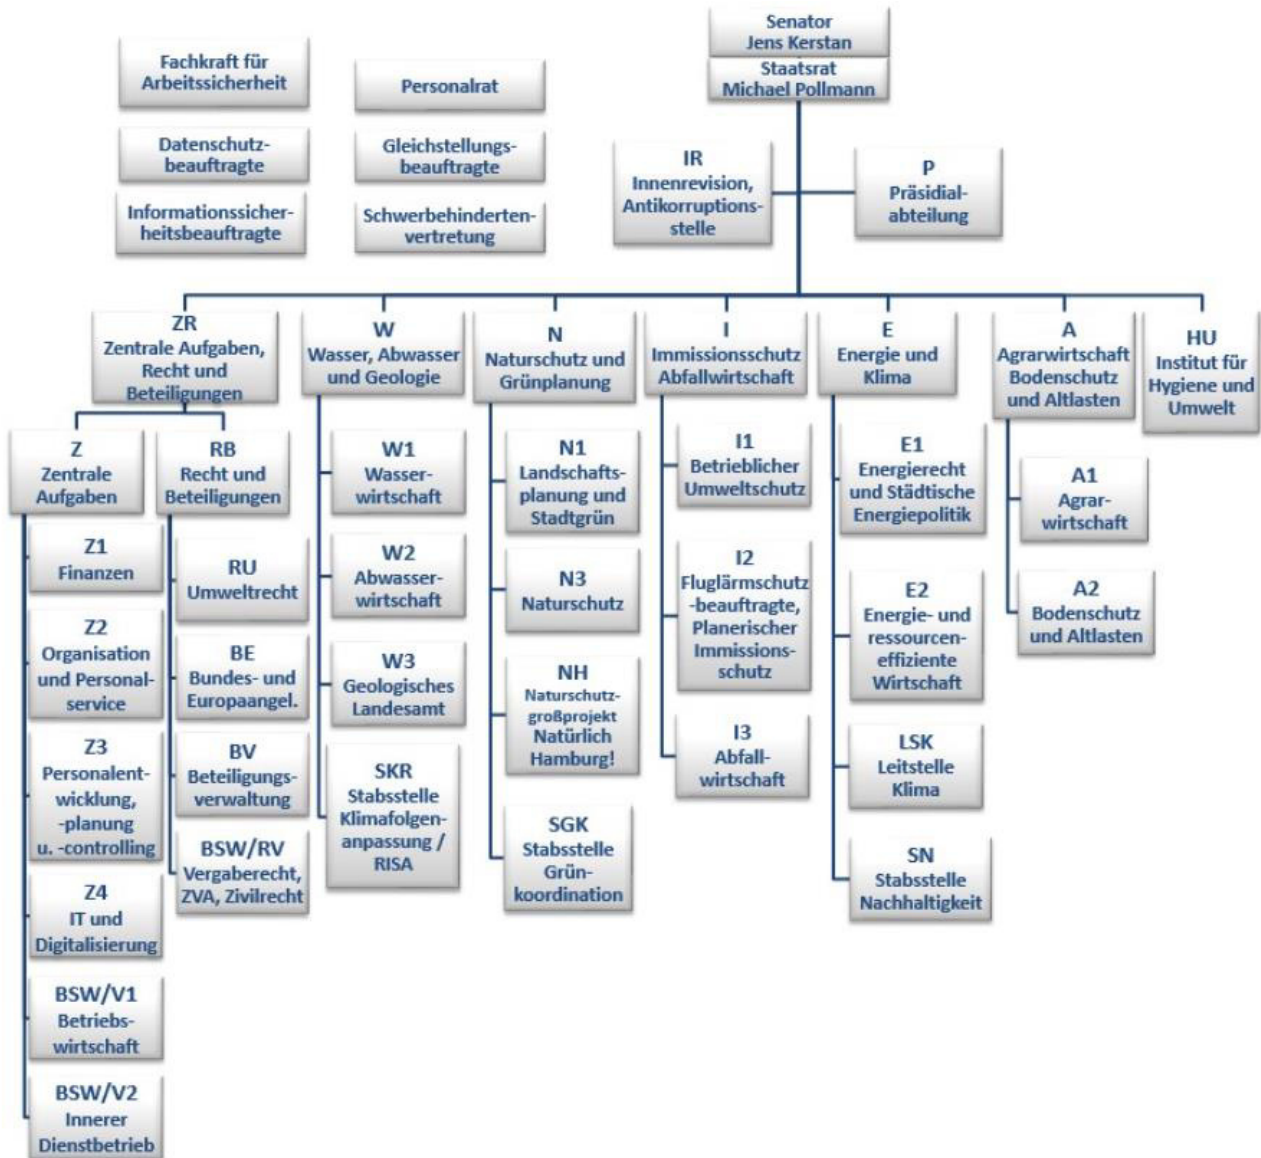 Senator
Jens Kerstan
Staatsrat
Michael Pollmann
Fachkraft für
Arbeitssicherheit
Personalrat
Datenschutz-
beauftragte
Gleichstellungs-
beauftragte
Informationssicher-
heitsbeauftragte
Schwerbehinderten-
vertretung
IR
Innenrevision,
Antikorruptions-
stelle
P
Präsidial-
abteilung
ZR
Zentrale Aufgaben,
Recht und
Beteiligungen
W
Wasser, Abwasser
und Geologie
N
Naturschutz und
Grünplanung
I
Immissionsschutz
Abfallwirtschaft
E
Energie und
Klima
A
Agrarwirtschaft
Bodenschutz
und Altlasten
HU
Institut für
Hygiene und
Umwelt
Z
Zentrale
Aufgaben
Z1
Finanzen
Z2
Organisation
und Personal-
service
Z3
Personalent-
wicklung,
-planung
u. -controlling
Z4
IT und
Digitalisierung
BSW/V1
Betriebs-
wirtschaft
BSW/V2
Innerer
Dienstbetrieb
RB
Recht und
Beteiligungen
RU
Umweltrecht
BE
Bundes- und
Europaangel.
BV
Beteiligungs-
verwaltung
BSW/RV
Vergaberecht,
ZVA, Zivilrecht
W1
Wasser-
wirtschaft
W2
Abwasser-
wirtschaft
W3
Geologisches
Landesamt
SKR
Stabsstelle
Klimafolgen-
anpassung /
RISA
N1
Landschafts-
planung und
Stadtgrün
N3
Naturschutz
NH
Naturschutz-
großprojekt
Natürlich
Hamburg!
SGK
Stabsstelle
Grün-
koordination
I1
Betrieblicher
Umweltschutz
I2
Fluglärmschutz
-beauftragte,
Planerischer
Immissions-
schutz
I3
Abfall-
wirtschaft
E1
Energierecht
und Städtische
Energiepolitik
E2
Energie- und
ressourcen-
effiziente
Wirtschaft
LSK
Leitstelle
Klima
SN
Stabsstelle
Nachhaltigkeit
A1
Agrar-
wirtschaft
A2
Bodenschutz
und Altlasten